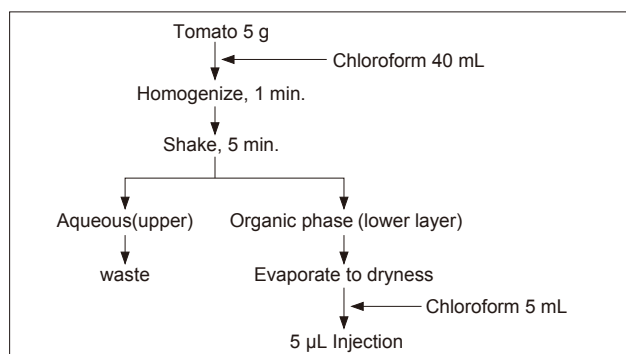 Tomato 5 g
Chloroform 40 mL
Homogenize, 1 min.
Shake, 5 min.
Aqueous(upper)
Organic phase (lower layer)
waste
Evaporate to dryness
Chloroform 5 mL
5 µL Injection